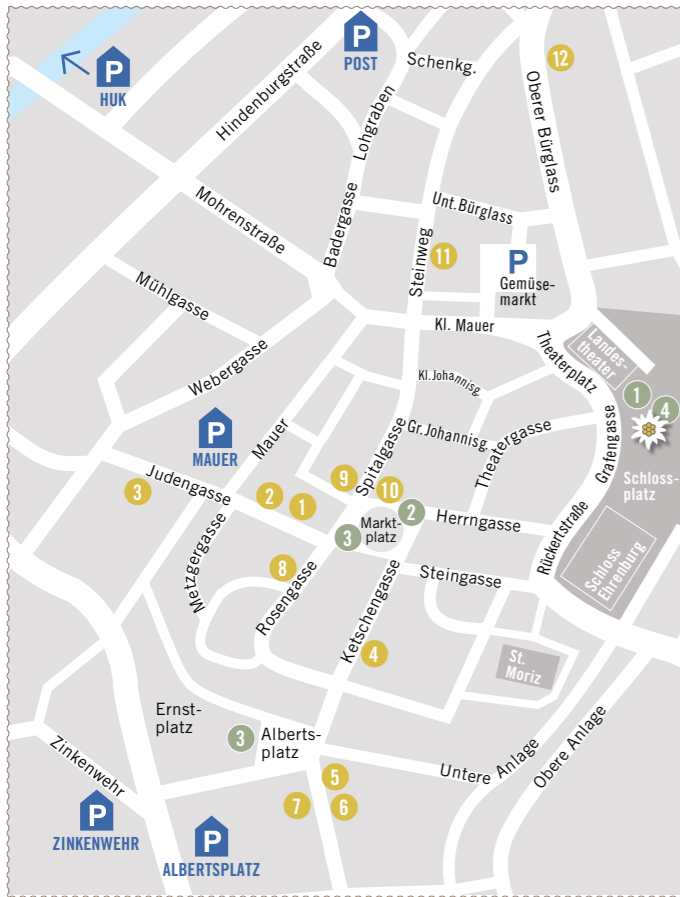 P
HUK
P
POST
Hindenburgstraße
Lohgraben
Schenkg.
Oberer Bürglass
12
Mohrenstraße
Badergasse
Unt.Bürglass
Steinweg
11
P
Gemüse-
markt
Mühlgasse
Kl. Mauer
Webergasse
Theaterplatz
Landes-
theater
1
4
Kl.Johannisg.
P
MAUER
Mauer
Spitalgasse
Gr.Johannisg.
Theatergasse
Grafengasse
Schloss-
platz
3
Judengasse
2
1
9
10
2
Markt-
platz
3
Herrngasse
Rückertstraße
Schloss
Ehrenburg
Metzgergasse
8
Rosengasse
Ketschengasse
Steingasse
4
St.
Moriz
Ernst-
platz
3
Alberts-
platz
Zinkenwehr
5
7
6
Untere Anlage
Obere Anlage
P
ZINKENWEHR
P
ALBERTSPLATZ